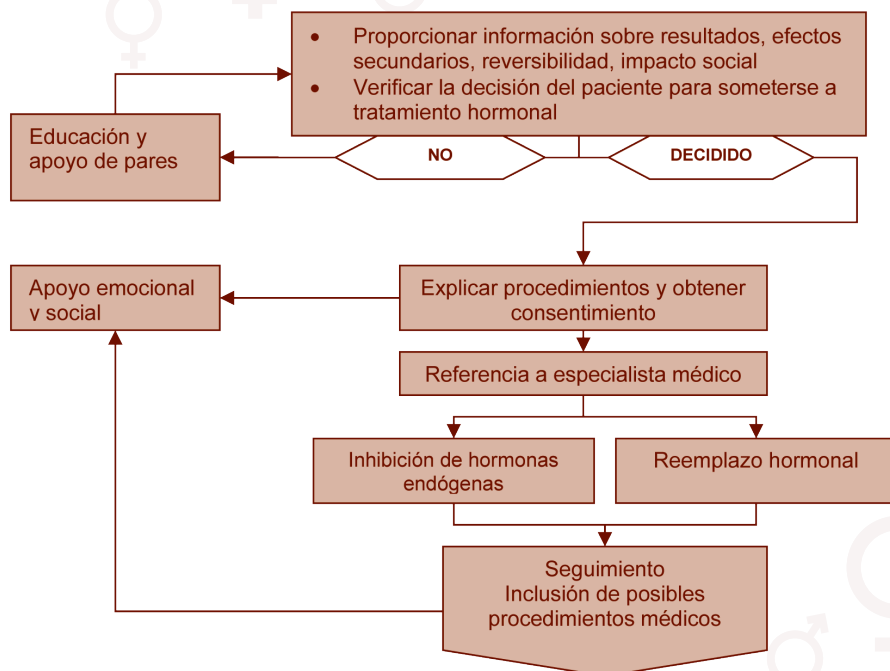 • Proporcionar información sobre resultados, efectos
secundarios, reversibilidad, impacto social
• Verificar la decisión del paciente para someterse a
tratamiento hormonal
Educación y
apoyo de pares
NO
DECIDIDO
Apoyo emocional
y social
Explicar procedimientos y obtener
consentimiento
Referencia a especialista médico
Inhibición de hormonas
endógenas
Reemplazo hormonal
Seguimiento
Inclusión de posibles
procedimientos médicos